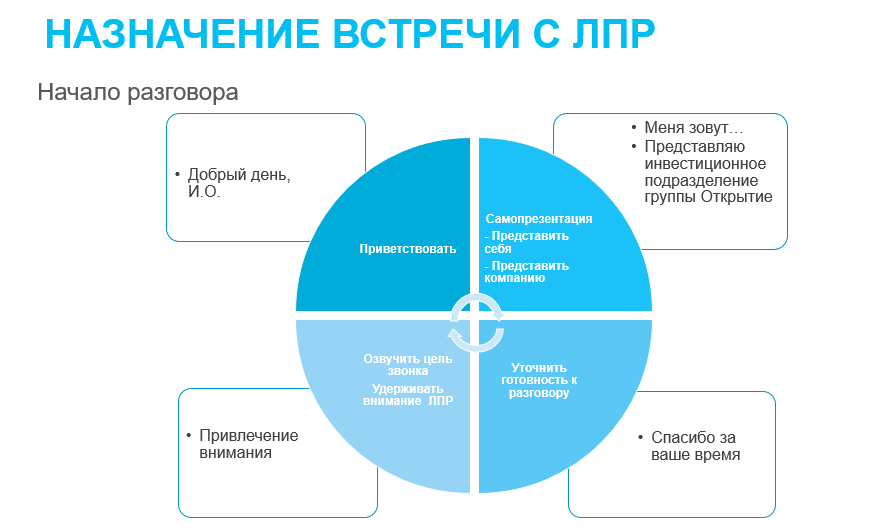 НАЗНАЧЕНИЕ ВСТРЕЧИ С ЛПР
Начало разговора
• Добрый день,
И.О.
• Меня зовут…
• Представляю
инвестиционное
подразделение
группы Открытие
Приветствовать
Самопрезентация
- Представить
себя
- Представить
компанию
Озвучить цель
звонка
Удерживать
внимание ЛПР
Уточнить
готовность к
разговору
• Привлечение
внимания
• Спасибо за
ваше время